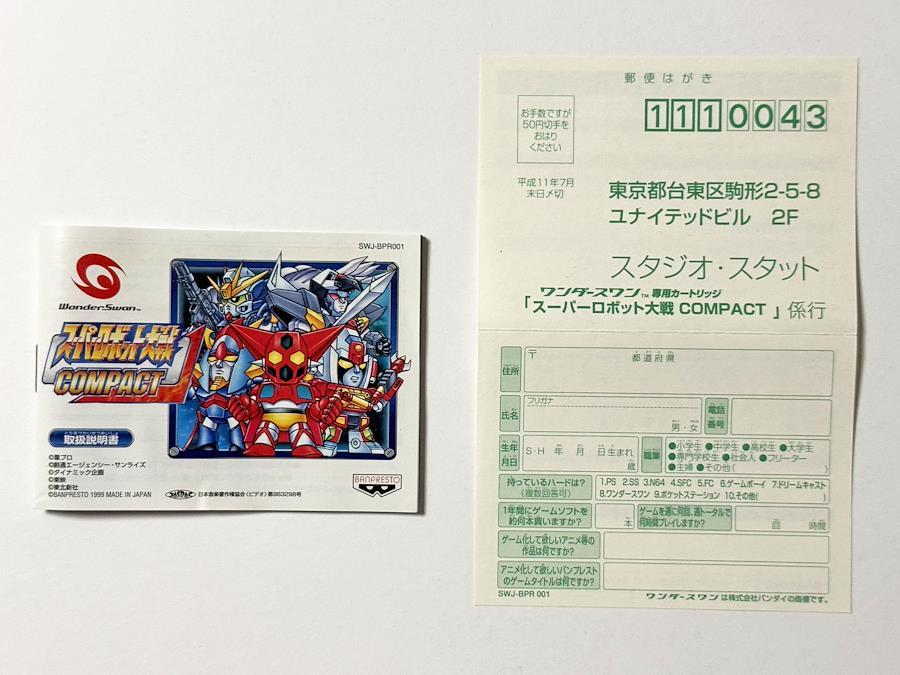 SWJ-BPR001
WonderSwan™
スーパーロボット大戦
COMPACT
とりあつかいせつめいしょ
取扱説明書
©ダイナミック企画
©創通エージェンシー・サンライズ
©東映
©東北新社
©BANPRESTO 1999 MADE IN JAPAN
日本音楽著作権協会(ビデオ)第983298号
BANPRESTO
郵便はがき
お手数ですが
50円切手を
おはり
ください
1110043
平成11年7月
末日〆切
東京都台東区駒形2-5-8
ユナイテッドビル 2F
スタジオ・スタット
ワンダースワン™専用カートリッジ
「スーパーロボット大戦 COMPACT 」係行
住所
〒
都道府県
氏名
フリガナ
男・女
電話
番号
生年
月日
S・H 年 月 日生まれ
歳
職業
●小学生 ●中学生 ●高校生 ●大学生
●専門学校生 ●社会人 ●フリーター
●主婦 ●その他( )
持っているハードは?
(複数回答可)
1.PS 2.SS 3.N64 4.SFC 5.FC 6.ゲームボーイ 7.ドリームキャスト
8.ワンダースワン 9.ポケットステーション 10.その他( )
1年間にゲームソフトを
約何本買いますか?
本
ゲームを週に何回、週トータルで
何時間プレイしますか?
回 時間
ゲーム化して欲しいアニメ等の
作品は何ですか?
アニメ化して欲しいバンプレスト
のゲームタイトルは何ですか?
SWJ-BPR 001
ワンダースワンは株式会社バンダイの商標です。